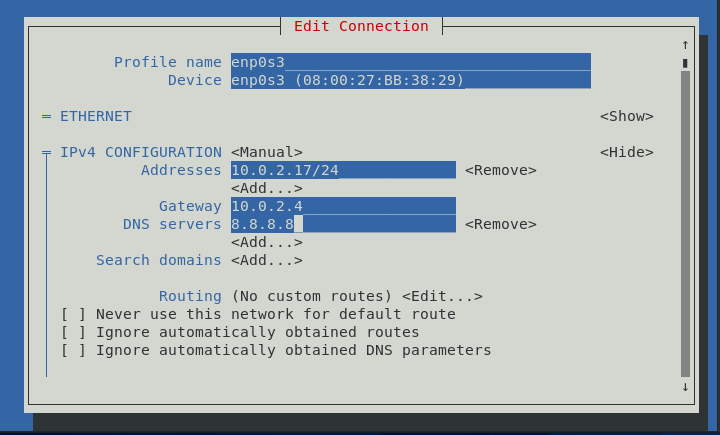 Edit Connection
Profile name enp0s3
Device enp0s3 (08:00:27:BB:38:29)
= ETHERNET <Show>
= IPv4 CONFIGURATION <Manual> <Hide>
Addresses 10.0.2.17/24 <Remove>
<Add...>
Gateway 10.0.2.4
DNS servers 8.8.8.8 <Remove>
<Add...>
Search domains <Add...>
Routing (No custom routes) <Edit...>
[ ] Never use this network for default route
[ ] Ignore automatically obtained routes
[ ] Ignore automatically obtained DNS parameters